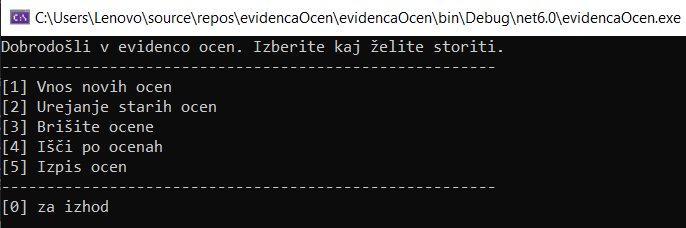 C:\Users\Lenovo\source\repos\evidencaOcen\evidencaOcen\bin\Debug\net6.0\evidencaOcen.exe
Dobrodošli v evidenco ocen. Izberite kaj želite storiti.
-------------------------------------------------------
[1] Vnos novih ocen
[2] Urejanje starih ocen
[3] Brišite ocene
[4] Išči po ocenah
[5] Izpis ocen
-------------------------------------------------------
[0] za izhod